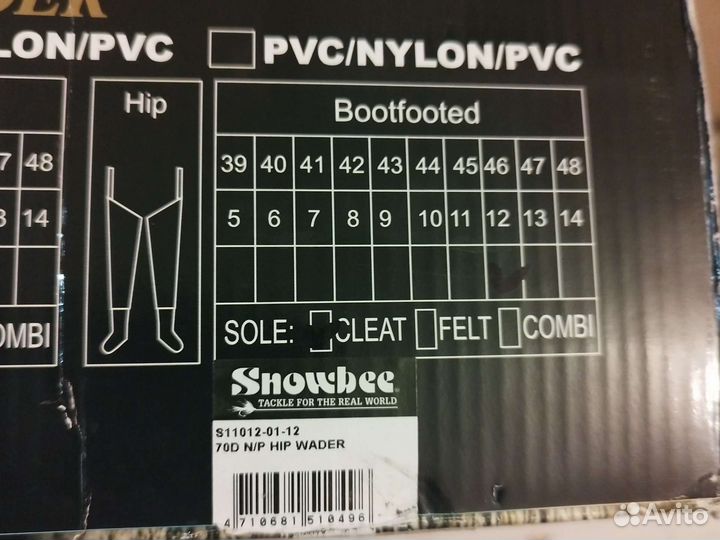 DER
LON/PVC PVC/NYLON/PVC
Hip Bootfooted
7 48 39 40 41 42 43 44 45 46 47 48
3 14 5 6 7 8 9 10 11 12 13 14
OMBI SOLE: CLEAT FELT COMBI
Snowbee®
TACKLE FOR THE REAL WORLD
S11012-01-12
70D N/P HIP WADER
4 710681 510496
Avito